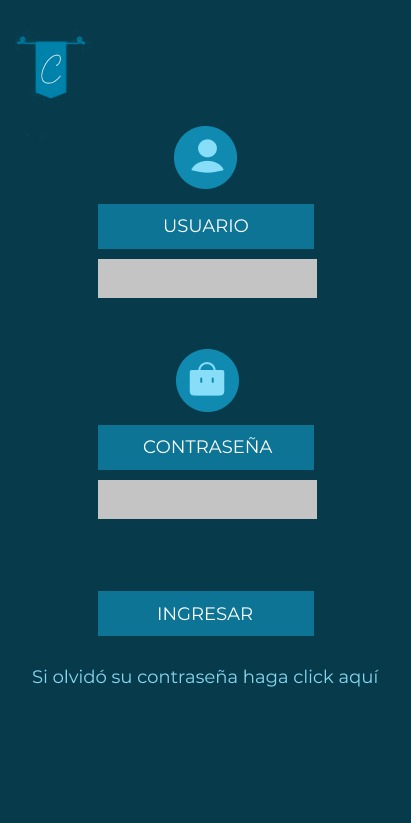 C
USUARIO
CONTRASEÑA
INGRESAR
Si olvidó su contraseña haga click aquí